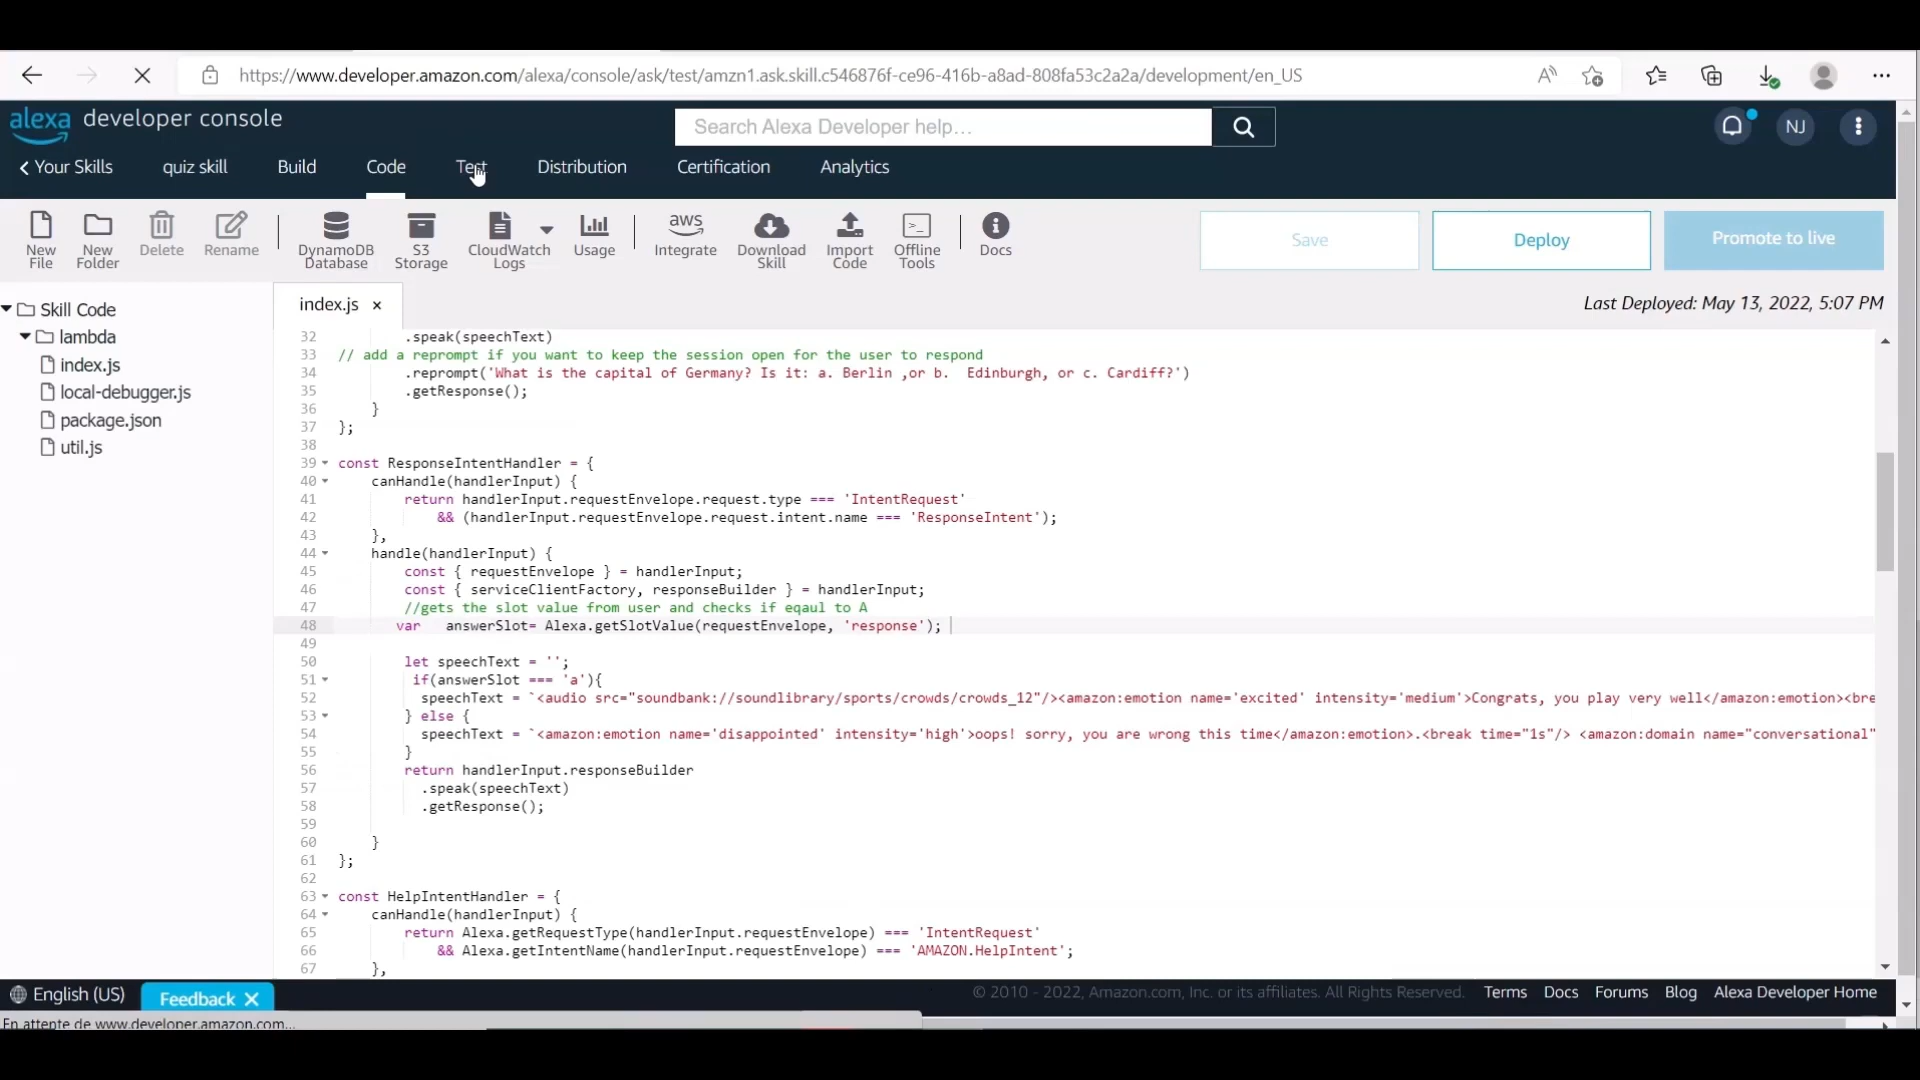 https://www.developer.amazon.com/alexa/console/ask/test/amzn1.ask.skill.c546876f-ce96-416b-a8ad-808fa53c2a2a/development/en_US
alexa developer console
Search Alexa Developer help...
NJ
Your Skills quiz skill Build Code Test Distribution Certification Analytics
New File
New Folder
Delete
Rename
DynamoDB Database
S3 Storage
CloudWatch Logs
Usage
aws
Integrate
Download Skill
Import Code
Offline Tools
Docs
Save
Deploy
Promote to live
Skill Code
lambda
index.js
local-debugger.js
package.json
util.js
index.js ×
Last Deployed: May 13, 2022, 5:07 PM
32 .speak(speechText)
33 // add a reprompt if you want to keep the session open for the user to respond
34 .reprompt('What is the capital of Germany? Is it: a. Berlin ,or b.  Edinburgh, or c. Cardiff?')
35 .getResponse();
36 }
37 };
38
39 const ResponseIntentHandler = {
40 canHandle(handlerInput) {
41 return handlerInput.requestEnvelope.request.type === 'IntentRequest'
42 && (handlerInput.requestEnvelope.request.intent.name === 'ResponseIntent');
43 },
44 handle(handlerInput) {
45 const { requestEnvelope } = handlerInput;
46 const { serviceClientFactory, responseBuilder } = handlerInput;
47 //gets the slot value from user and checks if eqaul to A
48 var   answerSlot= Alexa.getSlotValue(requestEnvelope, 'response');
49
50 let speechText = '';
51 if(answerSlot === 'a'){
52 speechText = `<audio src="soundbank://soundlibrary/sports/crowds/crowds_12"/><amazon:emotion name='excited' intensity='medium'>Congrats, you play very well</amazon:emotion><bre
53 } else {
54 speechText = `<amazon:emotion name='disappointed' intensity='high'>oops! sorry, you are wrong this time</amazon:emotion>.<break time="1s"/> <amazon:domain name="conversational"
55 }
56 return handlerInput.responseBuilder
57 .speak(speechText)
58 .getResponse();
59
60 }
61 };
62
63 const HelpIntentHandler = {
64 canHandle(handlerInput) {
65 return Alexa.getRequestType(handlerInput.requestEnvelope) === 'IntentRequest'
66 && Alexa.getIntentName(handlerInput.requestEnvelope) === 'AMAZON.HelpIntent';
67 },
English (US)
Feedback ×
© 2010 - 2022, Amazon.com, Inc. or its affiliates. All Rights Reserved. Terms Docs Forums Blog Alexa Developer Home
En attente de www.developer.amazon.com...